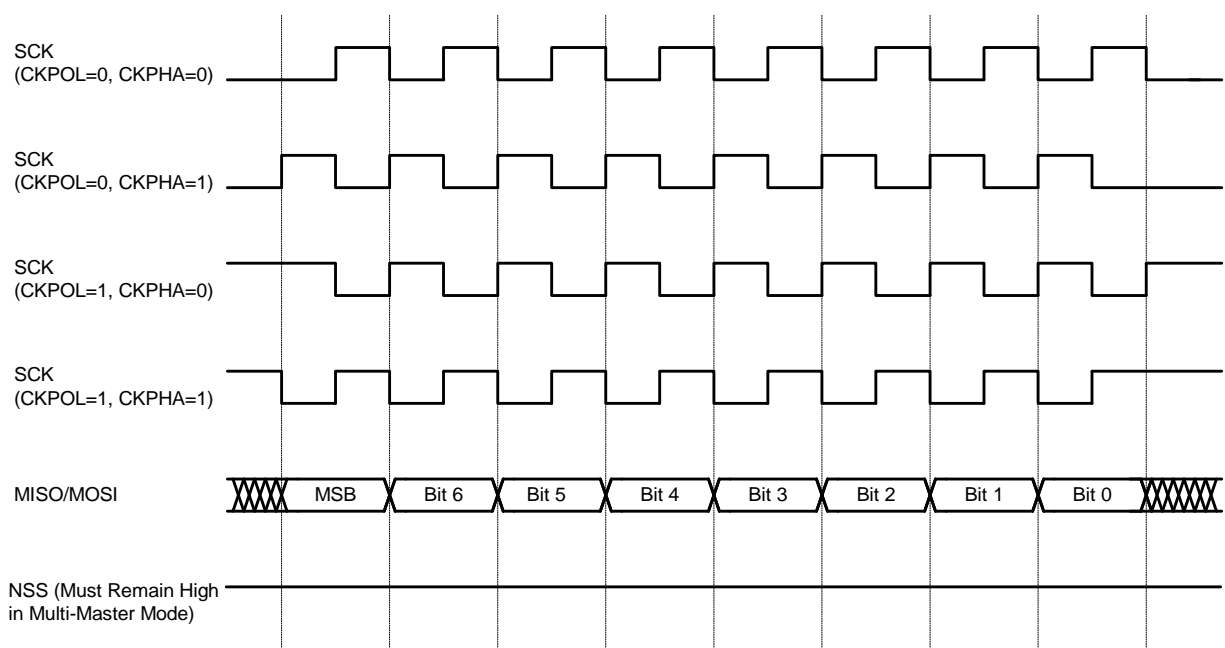 SCK
(CKPOL=0, CKPHA=0)
SCK
(CKPOL=0, CKPHA=1)
SCK
(CKPOL=1, CKPHA=0)
SCK
(CKPOL=1, CKPHA=1)
MISO/MOSI MSB Bit 6 Bit 5 Bit 4 Bit 3 Bit 2 Bit 1 Bit 0
NSS (Must Remain High
in Multi-Master Mode)